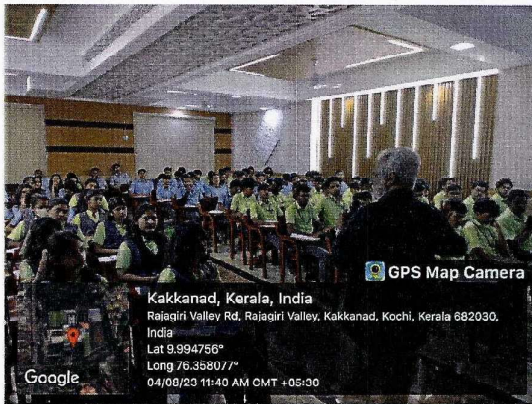 GPS Map Camera
Kakkanad, Kerala, India
Rajagiri Valley Rd, Rajagiri Valley, Kakkanad, Kochi, Kerala 682030,
India
Lat 9.994756°
Long 76.358077°
04/08/23 11:40 AM GMT +05:30
Google